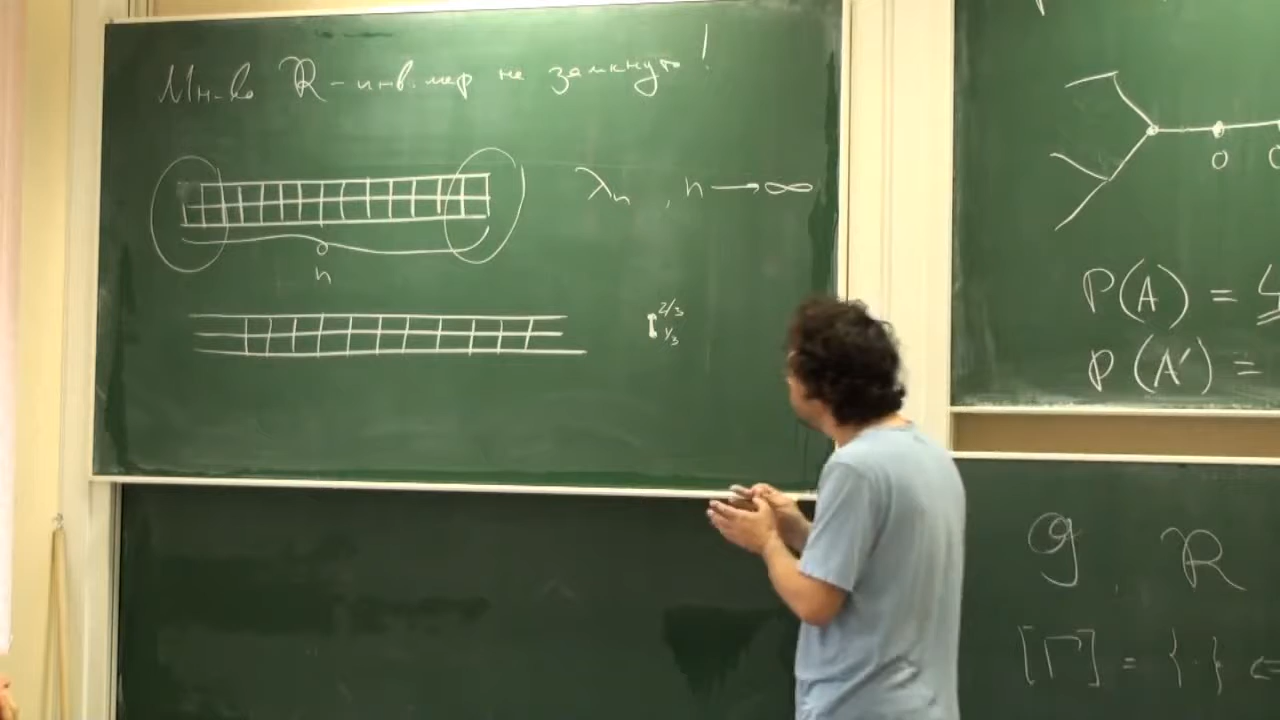 Мн-во R-инв. мер не замкнуто!
λn , n → ∞
n
2/3
1/3
0
P(A) =
P(A') =
G , R
[Γ] = {·} ⇐